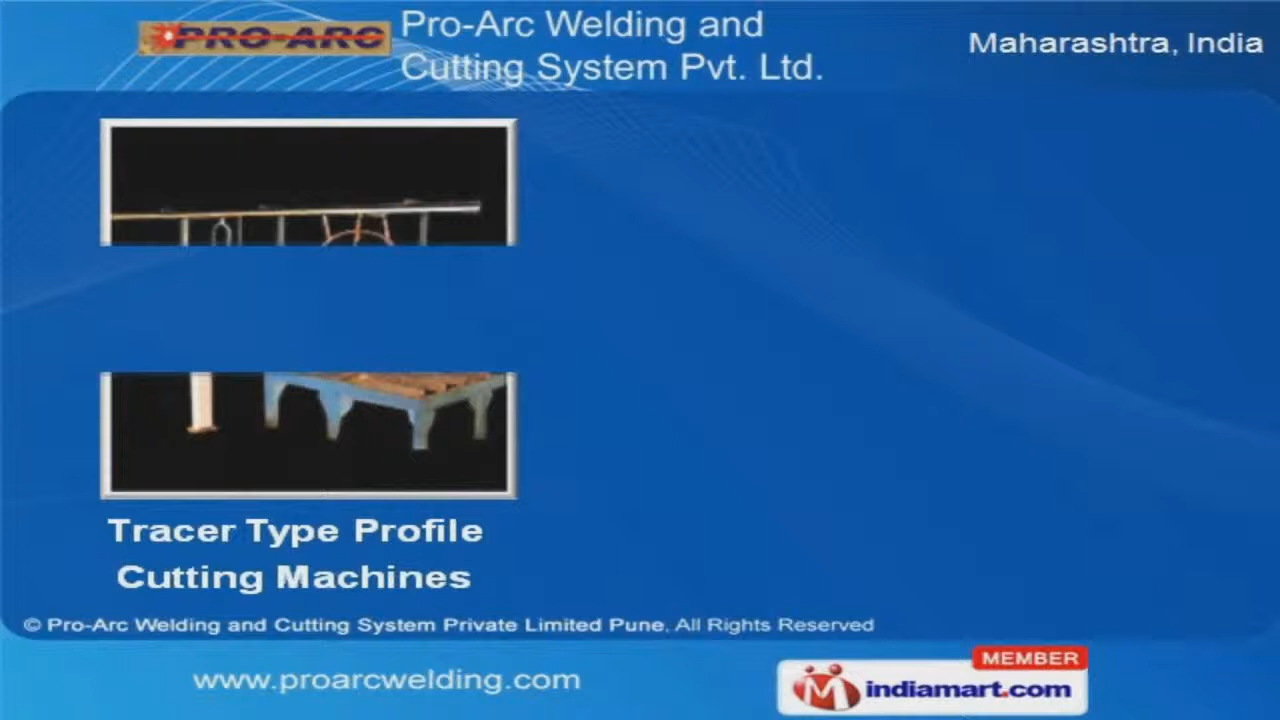 PRO-ARC
Pro-Arc Welding and
Cutting System Pvt. Ltd.
Maharashtra, India
Tracer Type Profile
Cutting Machines
© Pro-Arc Welding and Cutting System Private Limited Pune, All Rights Reserved
www.proarcwelding.com
MEMBER
indiamart.com